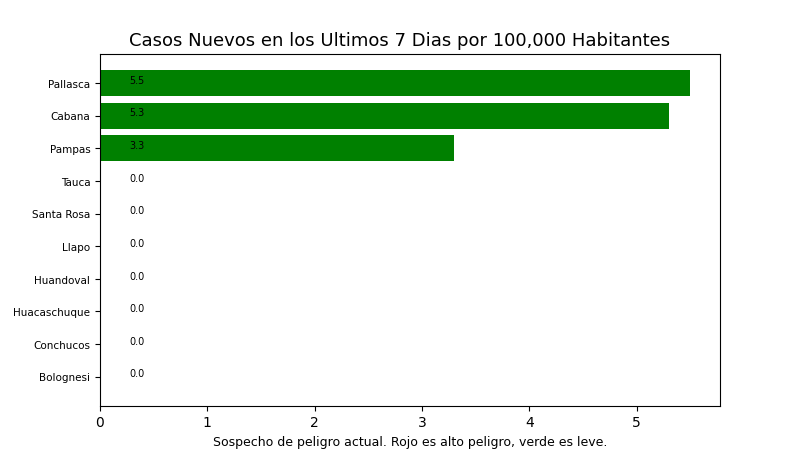 Casos Nuevos en los Ultimos 7 Dias por 100,000 Habitantes
Pallasca 5.5
Cabana 5.3
Pampas 3.3
Tauca 0.0
Santa Rosa 0.0
Llapo 0.0
Huandoval 0.0
Huacaschuque 0.0
Conchucos 0.0
Bolognesi 0.0
0 1 2 3 4 5
Sospecho de peligro actual. Rojo es alto peligro, verde es leve.